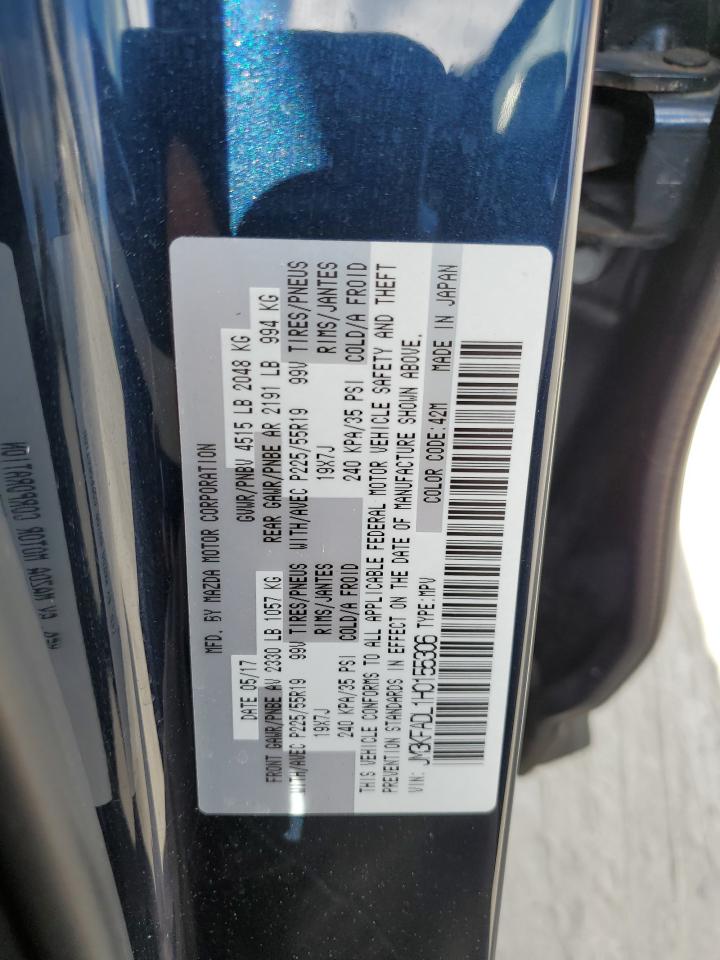 MFD. BY MAZDA MOTOR CORPORATION
DATE 05/17 GVWR/PNBV 4515 LB 2048 KG
FRONT GAWR/PNBE AV 2330 LB 1057 KG REAR GAWR/PNBE AR 2191 LB 994 KG
WITH/AVEC P225/55R19 99V TIRES/PNEUS WITH/AVEC P225/55R19 99V TIRES/PNEUS
19X7J RIMS/JANTES 19X7J RIMS/JANTES
240 KPA/35 PSI COLD/A FROID 240 KPA/35 PSI COLD/A FROID
THIS VEHICLE CONFORMS TO ALL APPLICABLE FEDERAL MOTOR VEHICLE SAFETY AND THEFT
PREVENTION STANDARDS IN EFFECT ON THE DATE OF MANUFACTURE SHOWN ABOVE.
VIN: JM3KFADL1H0155306 TYPE:MPV COLOR CODE:42M MADE IN JAPAN